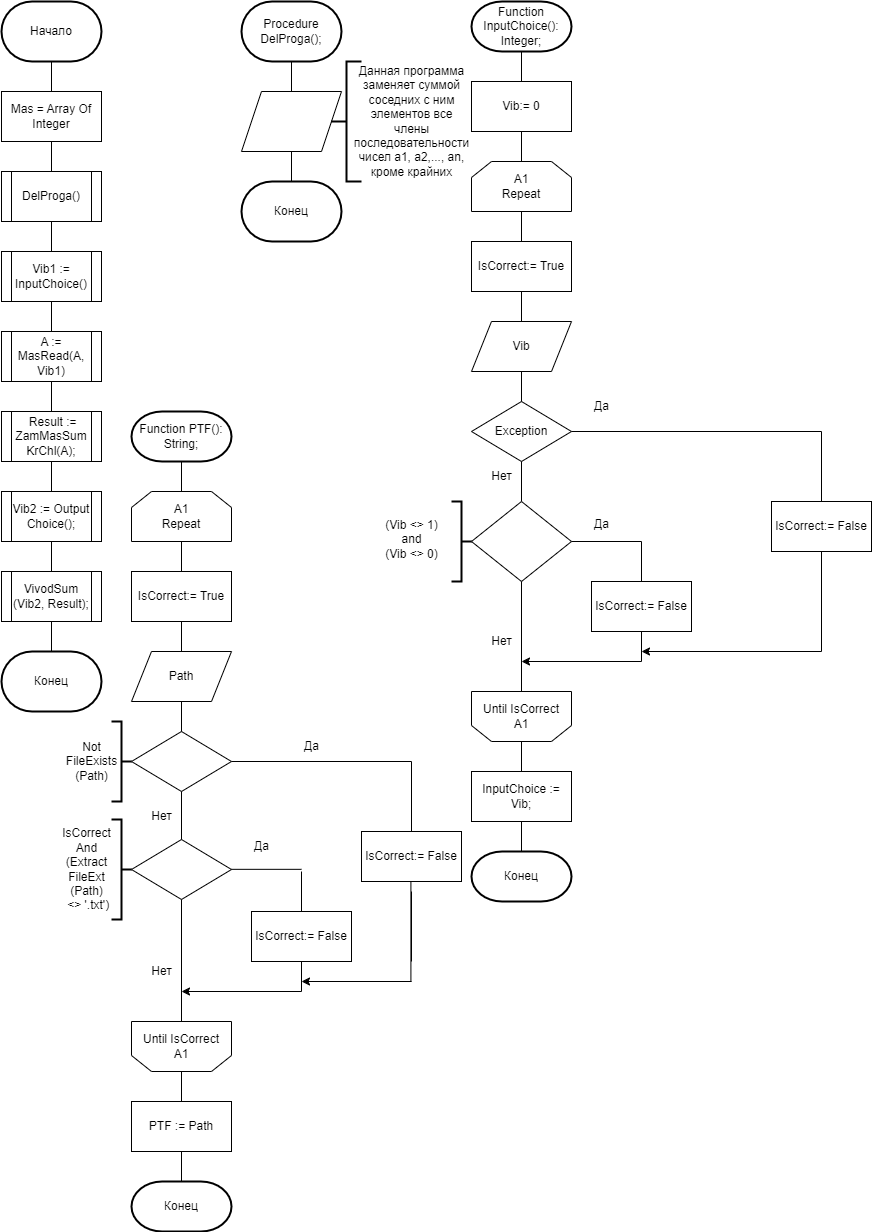 Начало
Mas = Array Of
Integer
DelProga()
Vib1 :=
InputChoice()
A :=
MasRead(A,
Vib1)
Result :=
ZamMasSum
KrChl(A);
Vib2 := Output
Choice();
VivodSum
(Vib2, Result);
Конец
Procedure
DelProga();
Данная программа
заменяет суммой
соседних с ним
элементов все
члены
последовательности
чисел a1, a2,..., an,
кроме крайних
Конец
Function
InputChoice():
Integer;
Vib:= 0
A1
Repeat
IsCorrect:= True
Vib
Exception
Да
Нет
(Vib <> 1)
and
(Vib <> 0)
Да
IsCorrect:= False
IsCorrect:= False
Нет
Until IsCorrect
A1
InputChoice :=
Vib;
Конец
Function PTF():
String;
A1
Repeat
IsCorrect:= True
Path
Not
FileExists
(Path)
Да
Нет
IsCorrect
And
(Extract
FileExt
(Path)
<> '.txt')
Да
IsCorrect:= False
IsCorrect:= False
Нет
Until IsCorrect
A1
PTF := Path
Конец